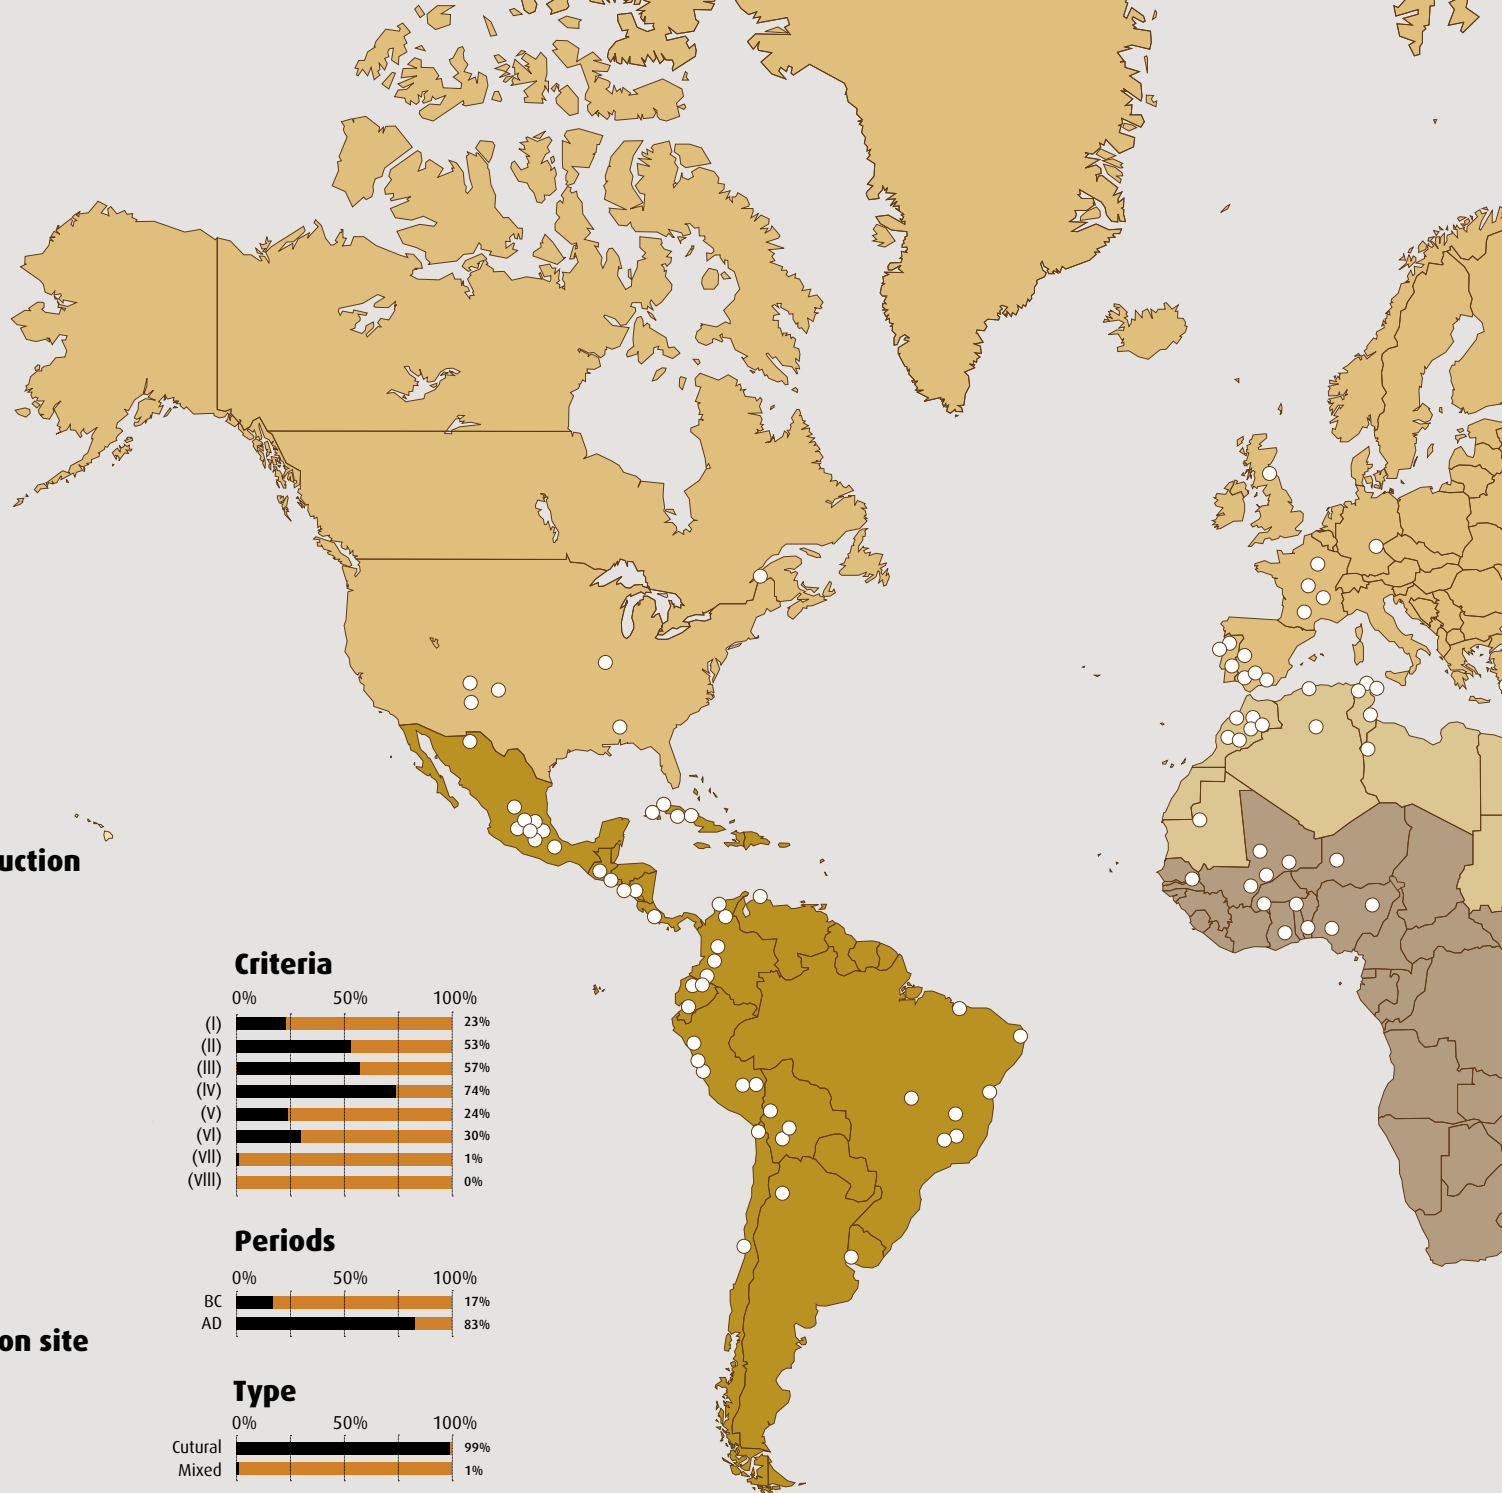 uction
Criteria
0% 50% 100%
(I) 23%
(II) 53%
(III) 57%
(IV) 74%
(V) 24%
(VI) 30%
(VII) 1%
(VIII) 0%
Periods
0% 50% 100%
BC 17%
AD 83%
on site
Type
0% 50% 100%
Cutural 99%
Mixed 1%